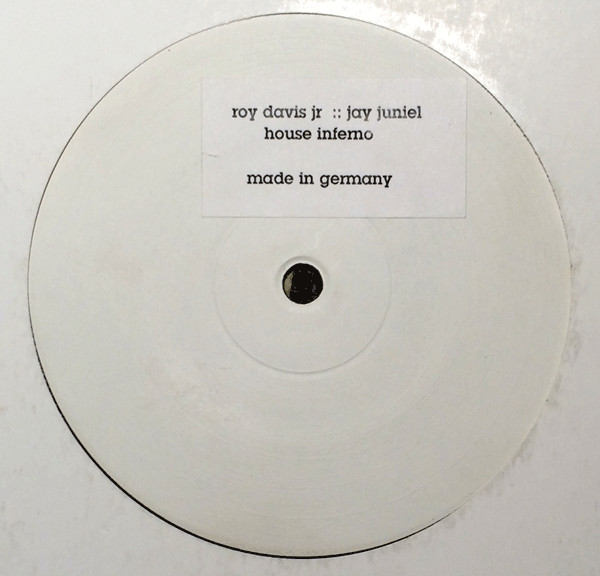 roy davis jr :: jay juniel
house inferno
made in germany